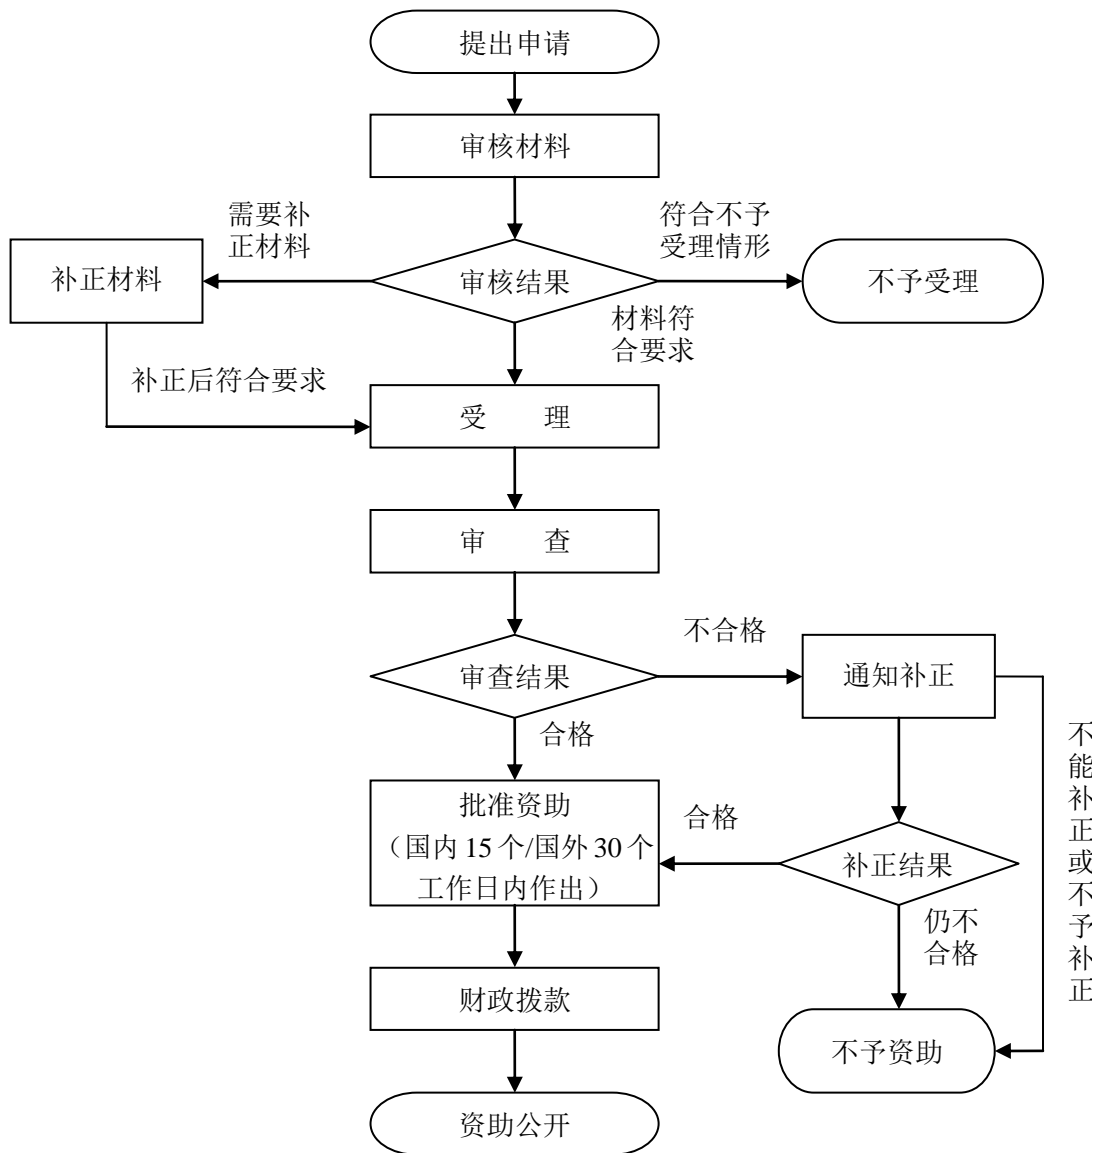 提出申请
审核材料
需要补
正材料
符合不予
受理情形
补正材料
审核结果
不予受理
材料符
合要求
补正后符合要求
受 理
审 查
不合格
审查结果
通知补正
合格
不能补正或不予补正
批准资助
（国内 15 个/国外 30 个
工作日内作出）
合格
补正结果
仍不
合格
财政拨款
不予资助
资助公开